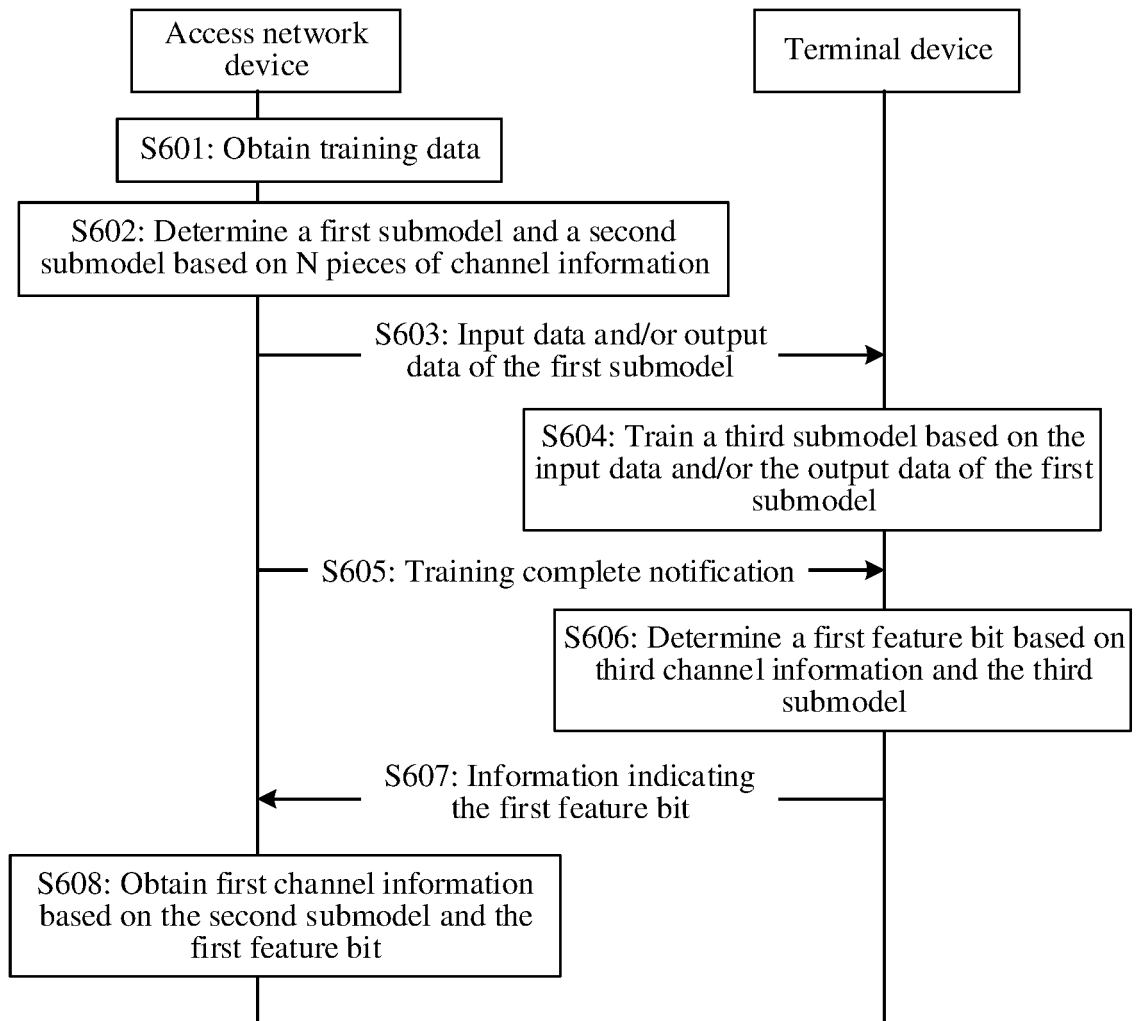 Access network
device
Terminal device
S601: Obtain training data
S602: Determine a first submodel and a second
submodel based on N pieces of channel information
S603: Input data and/or output
data of the first submodel
S604: Train a third submodel based on the
input data and/or the output data of the first
submodel
S605: Training complete notification
S606: Determine a first feature bit based on
third channel information and the third
submodel
S607: Information indicating
the first feature bit
S608: Obtain first channel information
based on the second submodel and the
first feature bit